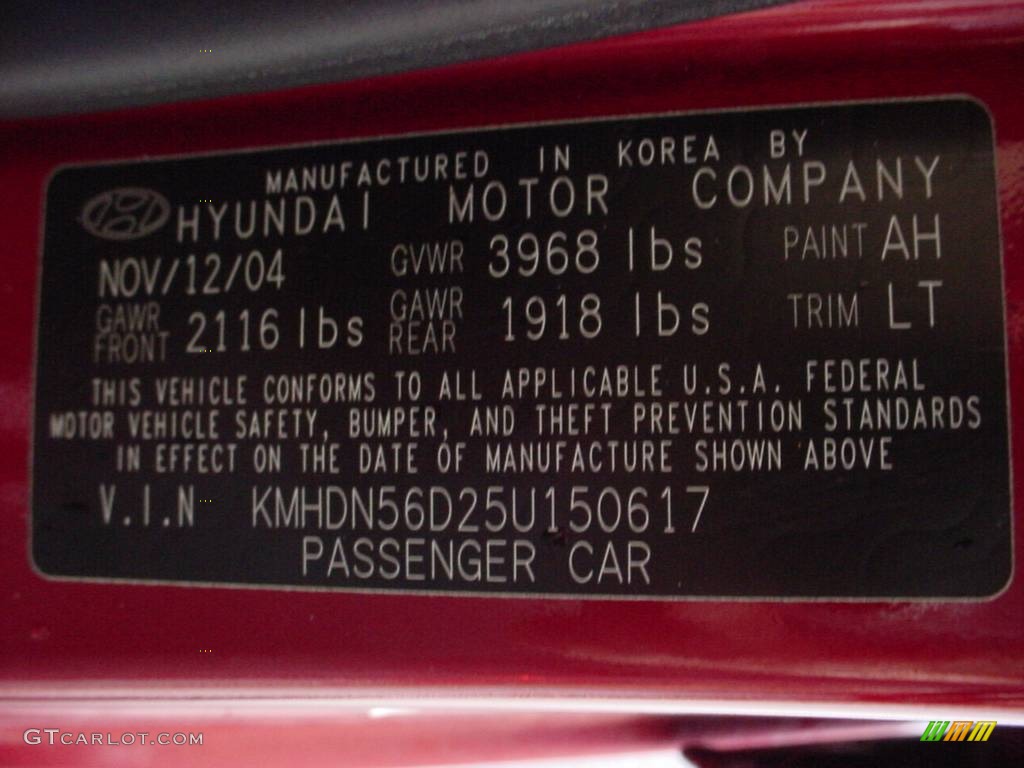 MANUFACTURED IN KOREA BY
HYUNDAI MOTOR COMPANY
NOV/12/04 GVWR 3968 lbs PAINT AH
GAWR FRONT 2116 lbs GAWR REAR 1918 lbs TRIM LT
THIS VEHICLE CONFORMS TO ALL APPLICABLE U.S.A. FEDERAL
MOTOR VEHICLE SAFETY, BUMPER, AND THEFT PREVENTION STANDARDS
IN EFFECT ON THE DATE OF MANUFACTURE SHOWN ABOVE
V.I.N KMHDN56D25U150617
PASSENGER CAR
GTCARLOT.COM